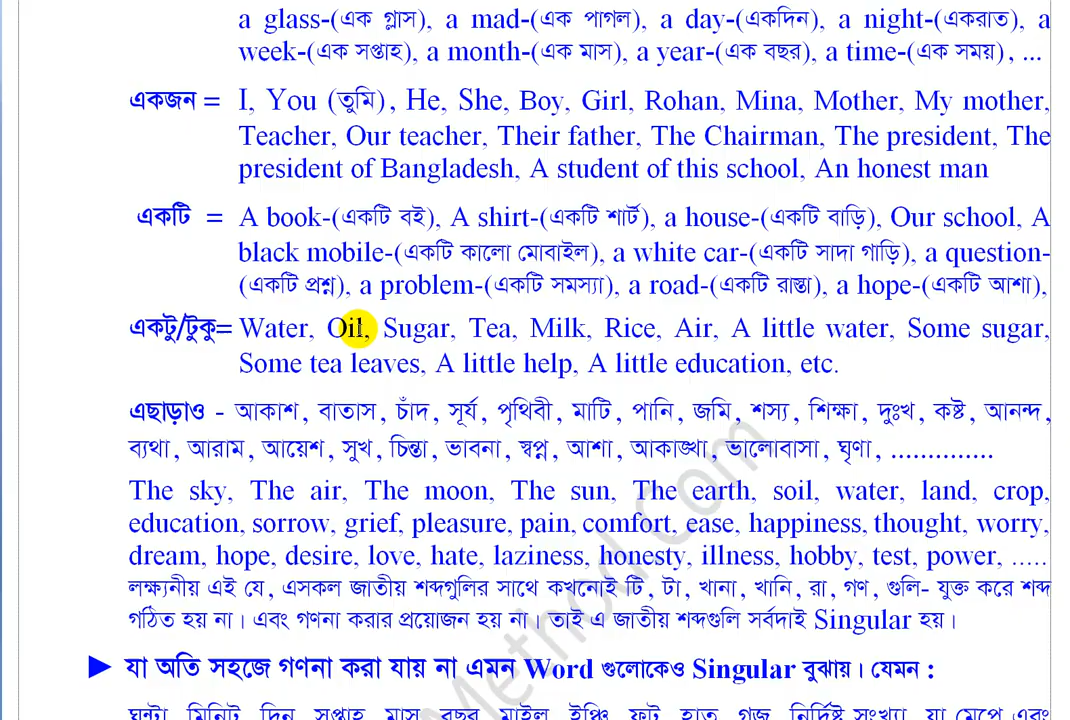 a glass-(এক গ্লাস), a mad-(এক পাগল), a day-(একদিন), a night-(একরাত), a
week-(এক সপ্তাহ), a month-(এক মাস), a year-(এক বছর), a time-(এক সময়), ...
একজন = I, You (তুমি), He, She, Boy, Girl, Rohan, Mina, Mother, My mother,
Teacher, Our teacher, Their father, The Chairman, The president, The
president of Bangladesh, A student of this school, An honest man
একটি = A book-(একটি বই), A shirt-(একটি শার্ট), a house-(একটি বাড়ি), Our school, A
black mobile-(একটি কালো মোবাইল), a white car-(একটি সাদা গাড়ি), a question-
(একটি প্রশ্ন), a problem-(একটি সমস্যা), a road-(একটি রাস্তা), a hope-(একটি আশা),
একটু/টুকু= Water, Oil, Sugar, Tea, Milk, Rice, Air, A little water, Some sugar,
Some tea leaves, A little help, A little education, etc.
এছাড়াও - আকাশ, বাতাস, চাঁদ, সূর্য, পৃথিবী, মাটি, পানি, জমি, শস্য, শিক্ষা, দুঃখ, কষ্ট, আনন্দ,
ব্যথা, আরাম, আয়েশ, সুখ, চিন্তা, ভাবনা, স্বপ্ন, আশা, আকাঙ্খা, ভালোবাসা, ঘৃণা, ..............
The sky, The air, The moon, The sun, The earth, soil, water, land, crop,
education, sorrow, grief, pleasure, pain, comfort, ease, happiness, thought, worry,
dream, hope, desire, love, hate, laziness, honesty, illness, hobby, test, power, .....
লক্ষ্যনীয় এই যে, এসকল জাতীয় শব্দগুলির সাথে কখনোই টি, টা, খানা, খানি, রা, গণ, গুলি- যুক্ত করে শব্দ
গঠিত হয় না। এবং গণনা করার প্রয়োজন হয় না। তাই এ জাতীয় শব্দগুলি সর্বদাই Singular হয়।
► যা অতি সহজে গণনা করা যায় না এমন Word গুলোকেও Singular বুঝায়। যেমন :
ঘন্টা, মিনিট, দিন, সপ্তাহ, মাস, বছর, মাইল, ইঞ্চি, ফুট, হাত, গজ, নির্দিষ্ট সংখ্যা, যা মেপে এবং
Methoxl.com